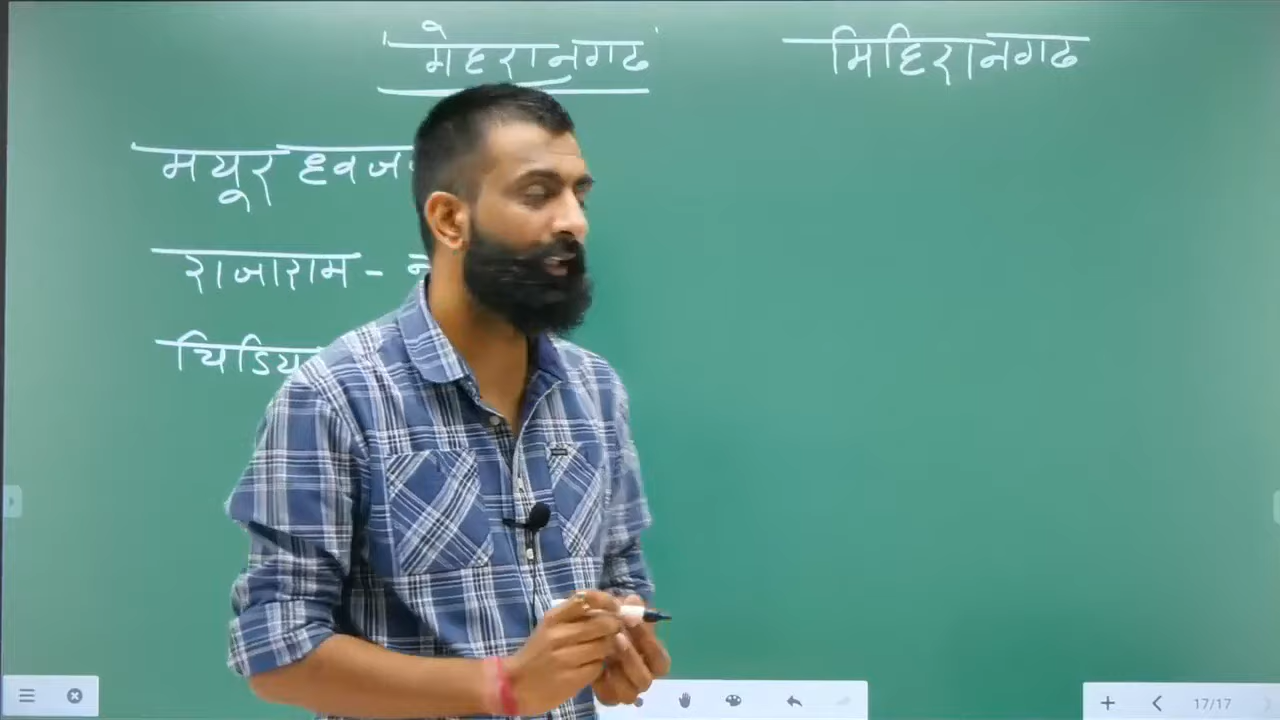 'मेहरानगढ'
मिहिरानगढ
मयूर ध्वज
राजाराम -
चिडिय
17/17